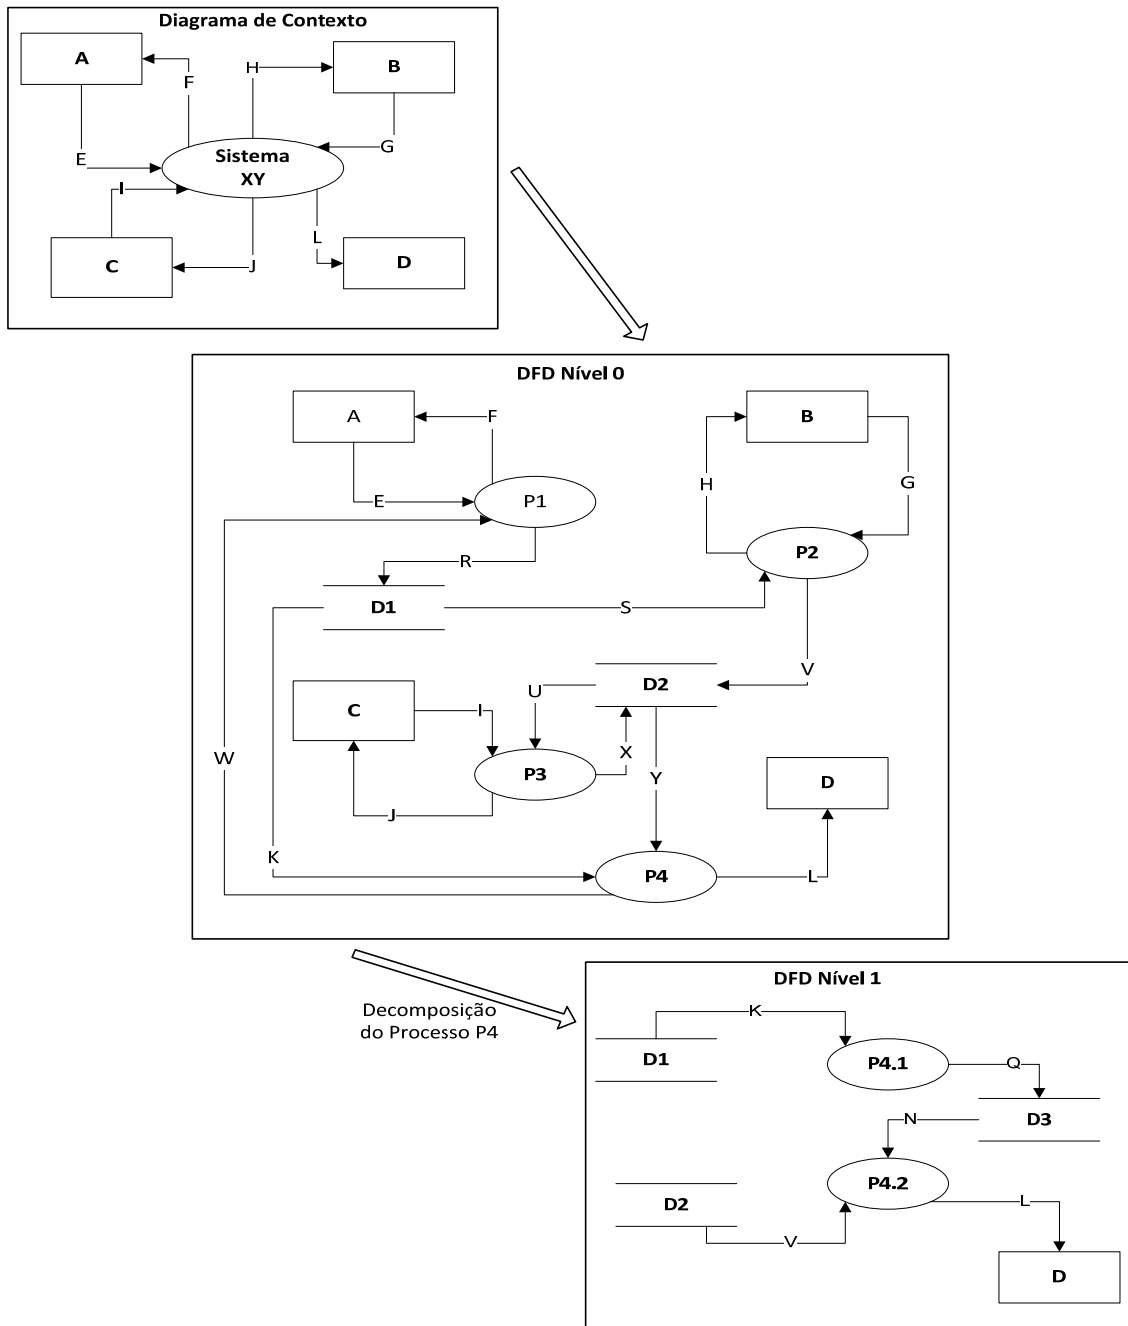 Diagrama de Contexto
A
B
F
H
E
G
Sistema
XY
I
L
C
J
D
DFD Nível 0
A
F
B
E
P1
H
G
R
P2
D1
S
V
D2
U
C
I
W
P3
X
Y
D
J
K
P4
L
Decomposição
do Processo P4
DFD Nível 1
K
D1
P4.1
Q
N
D3
P4.2
D2
L
V
D